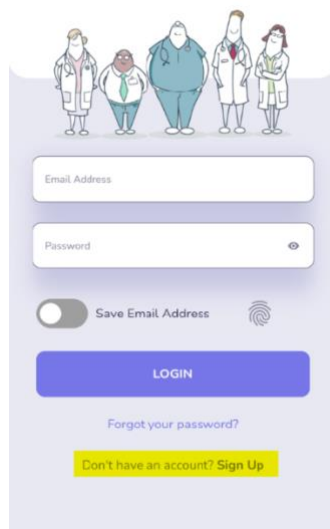 Email Address
Password
Save Email Address
LOGIN
Forgot your password?
Don't have an account? Sign Up